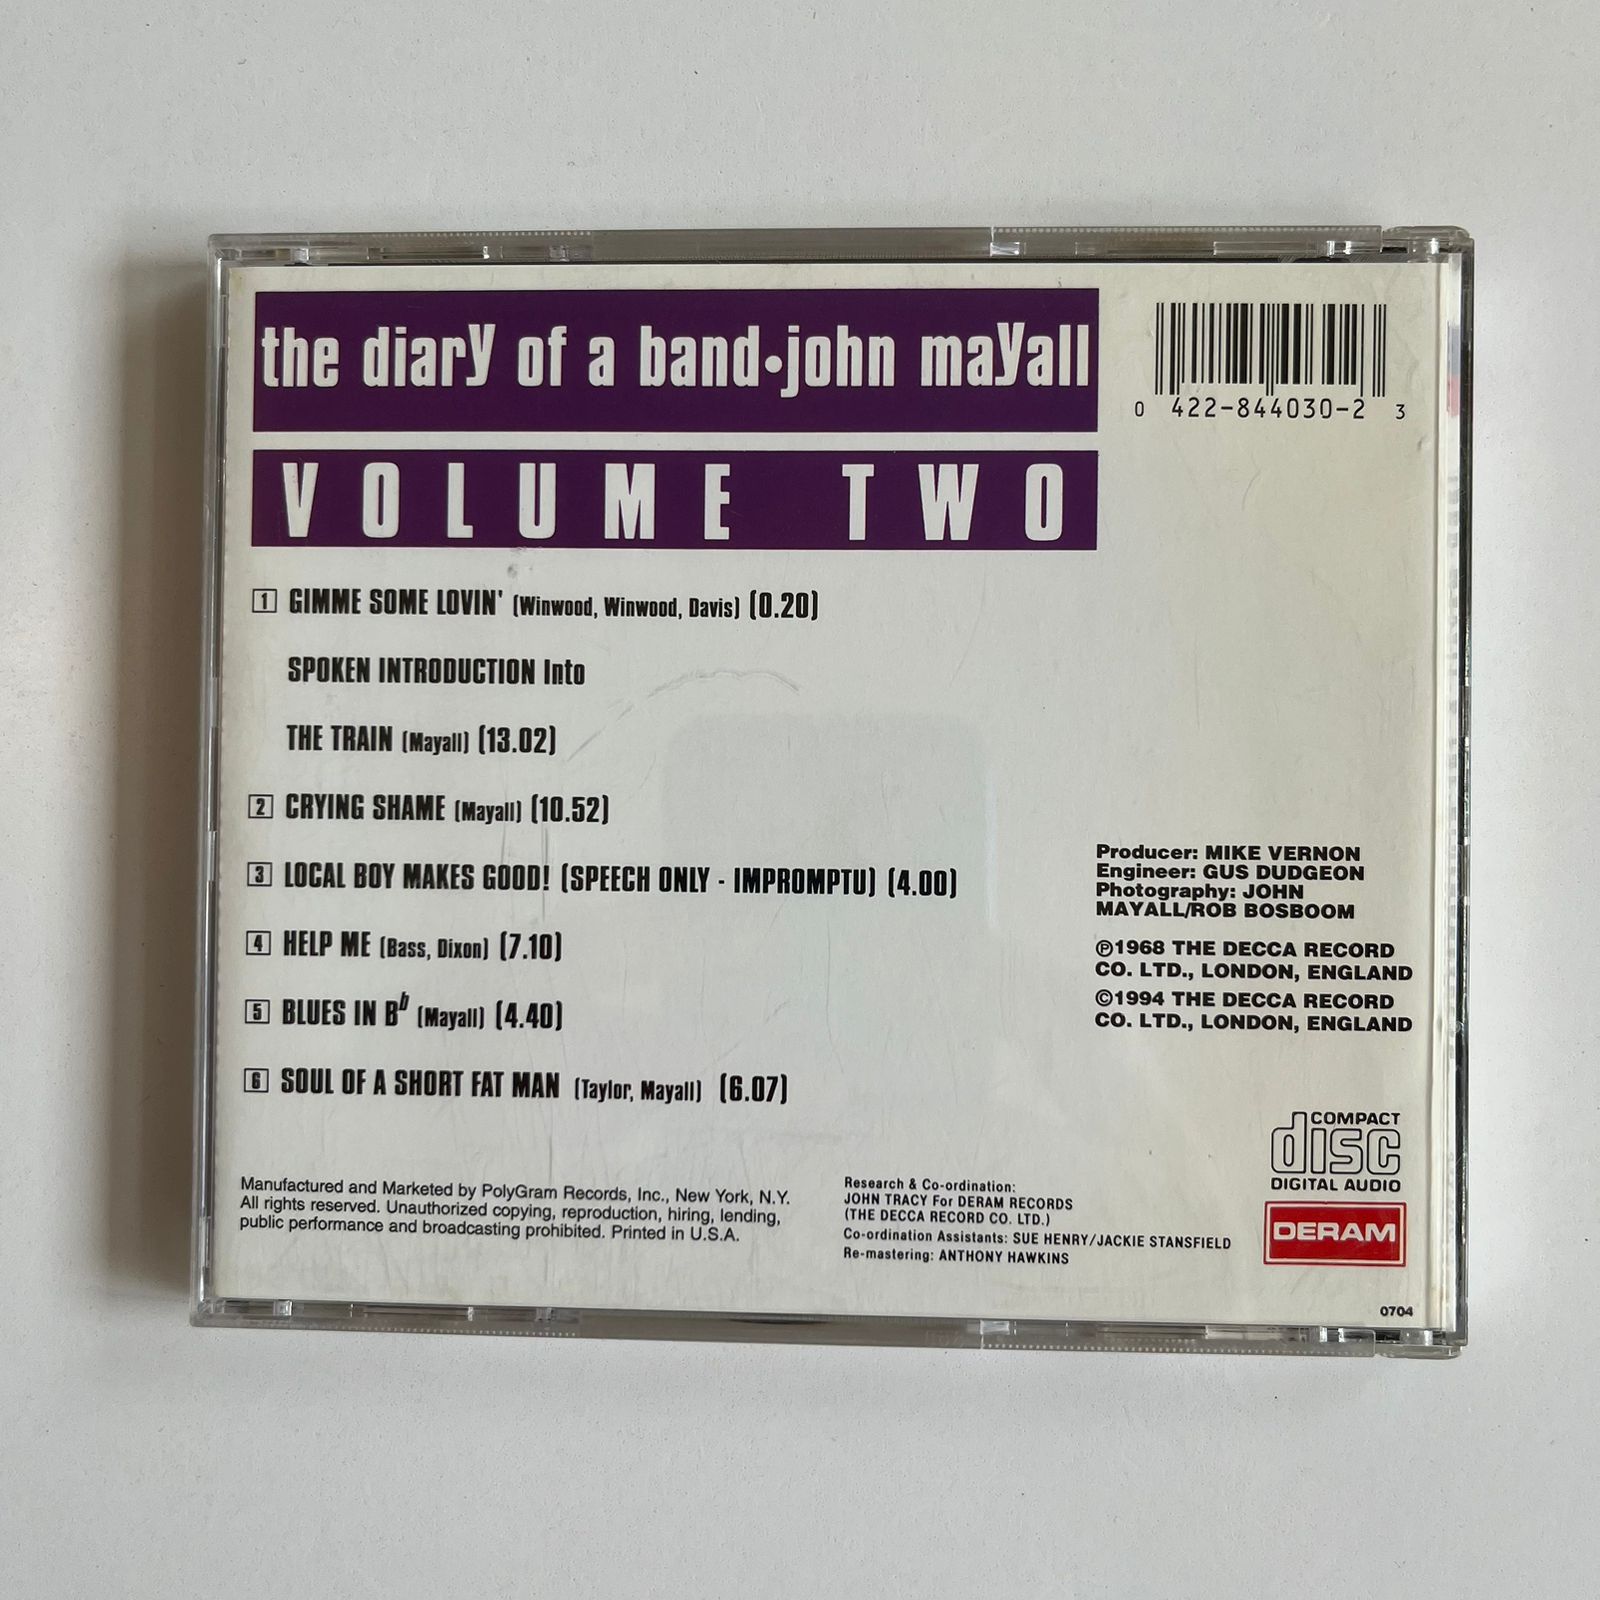 the diary of a band•john mayall
VOLUME TWO
0 422-844030-2 3
1 GIMME SOME LOVIN' (Winwood, Winwood, Davis) (0.20)
SPOKEN INTRODUCTION Into
THE TRAIN (Mayall) (13.02)
2 CRYING SHAME (Mayall) (10.52)
3 LOCAL BOY MAKES GOOD! (SPEECH ONLY - IMPROMPTU) (4.00)
4 HELP ME (Bass, Dixon) (7.10)
5 BLUES IN Bb (Mayall) (4.40)
6 SOUL OF A SHORT FAT MAN (Taylor, Mayall) (6.07)
Producer: MIKE VERNON
Engineer: GUS DUDGEON
Photography: JOHN
MAYALL/ROB BOSBOOM
℗1968 THE DECCA RECORD
CO. LTD., LONDON, ENGLAND
©1994 THE DECCA RECORD
CO. LTD., LONDON, ENGLAND
Manufactured and Marketed by PolyGram Records, Inc., New York, N.Y.
All rights reserved. Unauthorized copying, reproduction, hiring, lending,
public performance and broadcasting prohibited. Printed in U.S.A.
Research & Co-ordination:
JOHN TRACY For DERAM RECORDS
(THE DECCA RECORD CO. LTD.)
Co-ordination Assistants: SUE HENRY/JACKIE STANSFIELD
Re-mastering: ANTHONY HAWKINS
COMPACT
disc
DIGITAL AUDIO
DERAM
0704